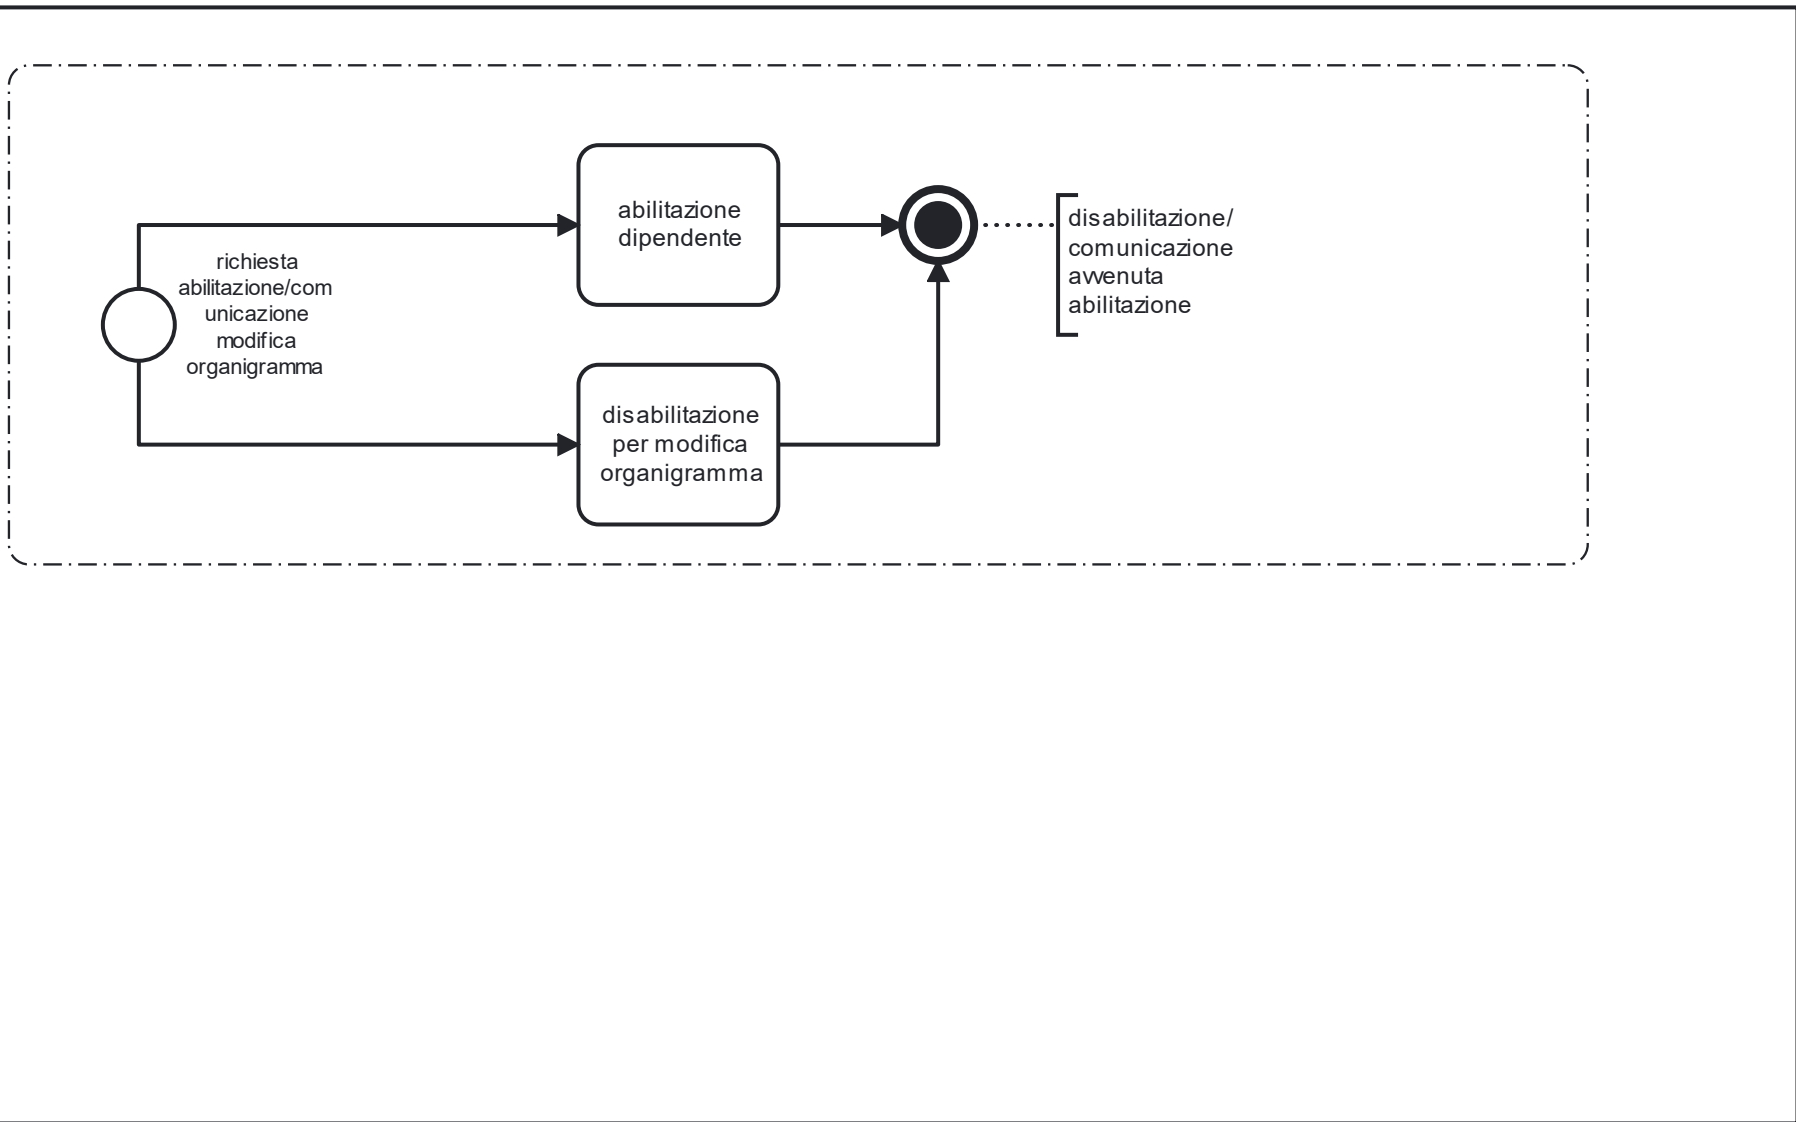 richiesta
abilitazione/com
unicazione
modifica
organigramma
abilitazione
dipendente
disabilitazione
per modifica
organigramma
disabilitazione/
comunicazione
avvenuta
abilitazione